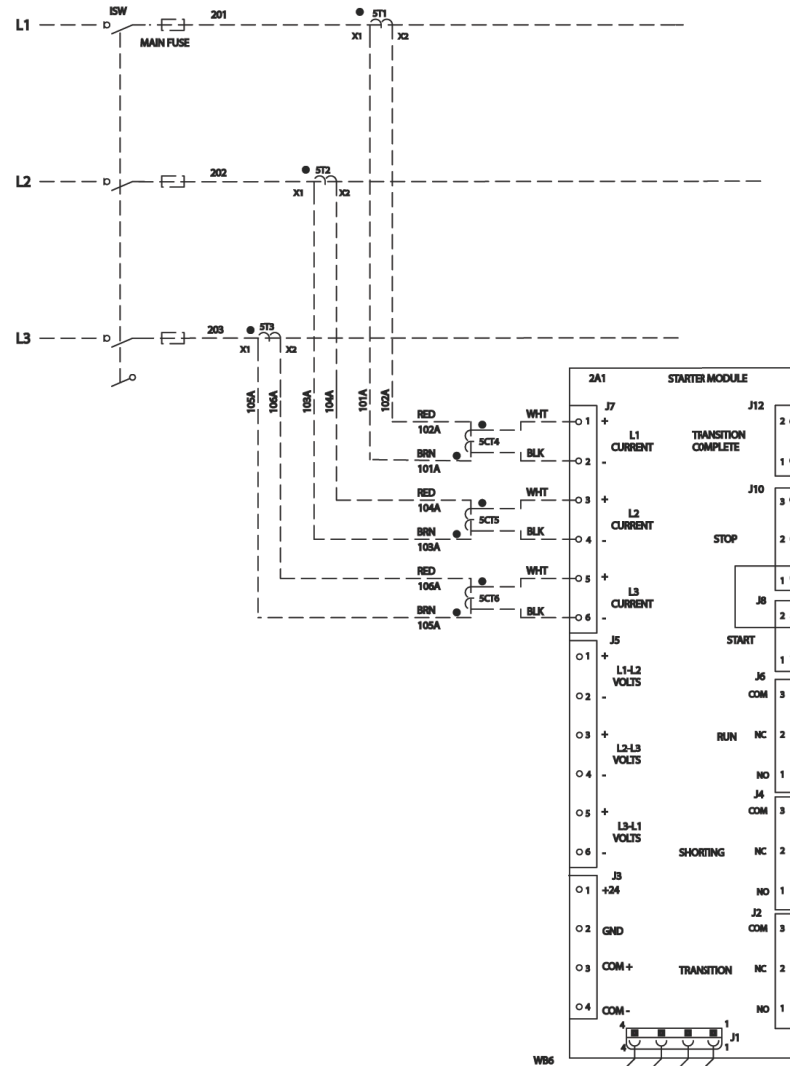 ISW
201
5T1
L1
MAIN FUSE
X1
X2
5T2
L2
202
X1
X2
5T3
L3
203
X1
X2
105A
106A
103A
104A
101A
102A
2A1
STARTER MODULE
RED
102A
5CT4
WHT
BRN
101A
BLK
RED
104A
5CT5
WHT
BRN
103A
BLK
RED
106A
5CT6
WHT
BRN
105A
BLK
J7
1 +
L1
CURRENT
2 -
3 +
L2
CURRENT
4 -
5 +
L3
CURRENT
6 -
J5
1 +
L1-L2
VOLTS
2 -
3 +
L2-L3
VOLTS
4 -
5 +
L3-L1
VOLTS
6 -
J3
1 +24
2 GND
3 COM +
4 COM -
J12
2
TRANSITION
COMPLETE
1
J10
3
STOP
2
1
J8
2
START
1
J6
COM 3
RUN NC 2
NO 1
J4
COM 3
SHORTING NC 2
NO 1
J2
COM 3
TRANSITION NC 2
NO 1
4 1
J1
4 1
WB6